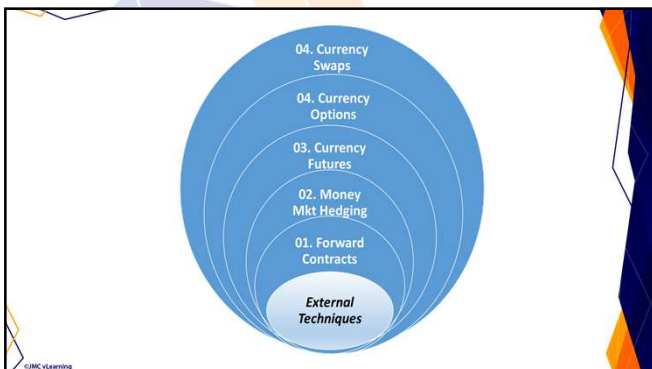 04. Currency
Swaps
04. Currency
Options
03. Currency
Futures
02. Money
Mkt Hedging
01. Forward
Contracts
External
Techniques
©JMC vLearning